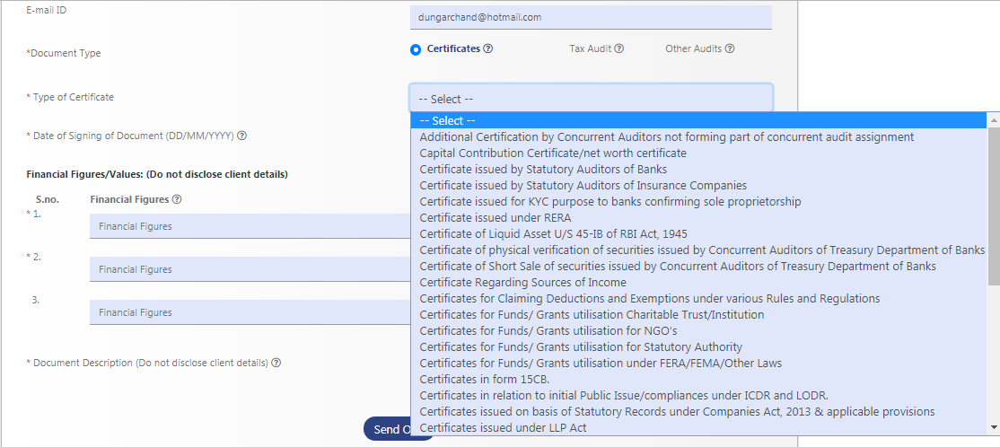 E-mail ID
dungarchand@hotmail.com
*Document Type
Certificates ? Tax Audit ? Other Audits ?
* Type of Certificate
-- Select --
-- Select --
Additional Certification by Concurrent Auditors not forming part of concurrent audit assignment
* Date of Signing of Document (DD/MM/YYYY) ?
Capital Contribution Certificate/net worth certificate
Certificate issued by Statutory Auditors of Banks
Financial Figures/Values: (Do not disclose client details)
Certificate issued by Statutory Auditors of Insurance Companies
S.no. Financial Figures ?
Certificate issued for KYC purpose to banks confirming sole proprietorship
* 1.
Certificate issued under RERA
Financial Figures
Certificate of Liquid Asset U/S 45-IB of RBI Act, 1945
Certificate of physical verification of securities issued by Concurrent Auditors of Treasury Department of Banks
* 2.
Certificate of Short Sale of securities issued by Concurrent Auditors of Treasury Department of Banks
Financial Figures
Certificate Regarding Sources of Income
3.
Certificates for Claiming Deductions and Exemptions under various Rules and Regulations
Financial Figures
Certificates for Funds/ Grants utilisation Charitable Trust/Institution
Certificates for Funds/ Grants utilisation for NGO's
Certificates for Funds/ Grants utilisation for Statutory Authority
* Document Description (Do not disclose client details) ?
Certificates for Funds/ Grants utilisation under FERA/FEMA/Other Laws
Certificates in form 15CB.
Certificates in relation to initial Public Issue/compliances under ICDR and LODR.
Certificates issued on basis of Statutory Records under Companies Act, 2013 & applicable provisions
Certificates issued under LLP Act
Send O